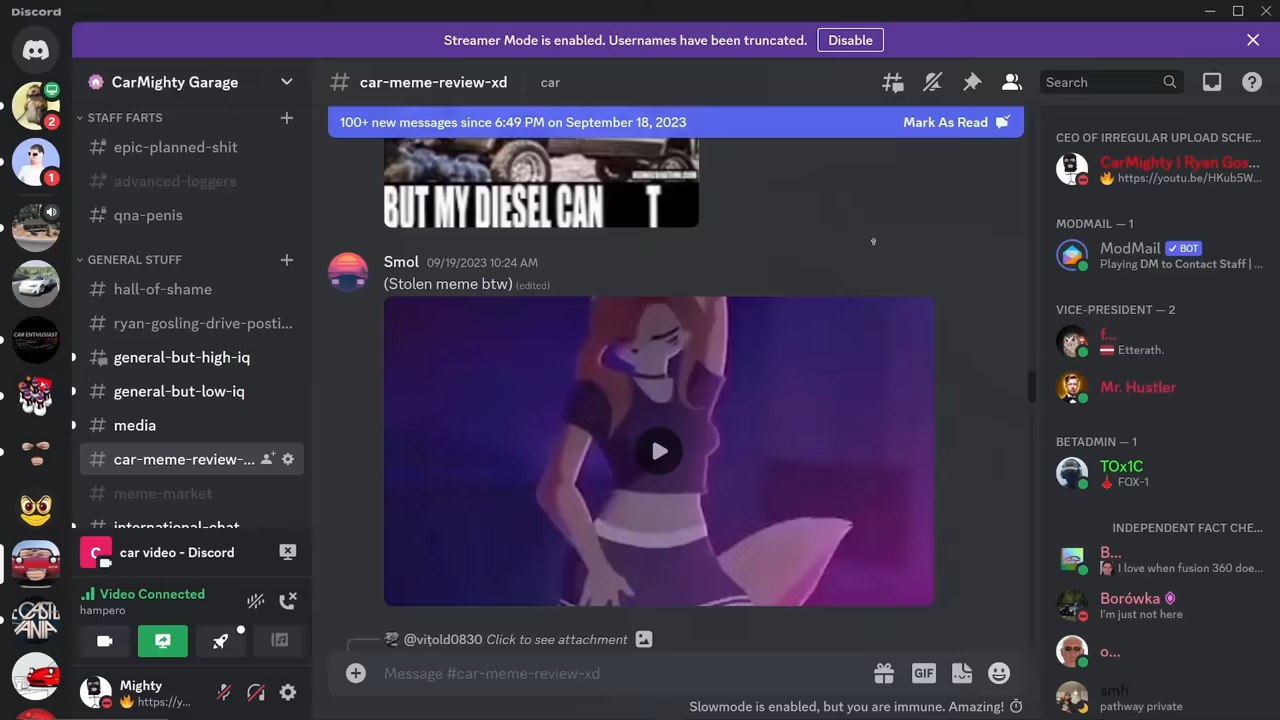 Discord
Streamer Mode is enabled. Usernames have been truncated.
Disable
CarMighty Garage
STAFF FARTS
epic-planned-shit
advanced-loggers
qna-penis
GENERAL STUFF
hall-of-shame
ryan-gosling-drive-posti...
general-but-high-iq
general-but-low-iq
media
car-meme-review-...
meme-market
international-chat
car video - Discord
Video Connected
hampero
Mighty
https://y...
car-meme-review-xd
car
Search
100+ new messages since 6:49 PM on September 18, 2023
Mark As Read
BUT MY DIESEL CAN T
Smol 09/19/2023 10:24 AM
(Stolen meme btw) (edited)
@vițold0830 Click to see attachment
Message #car-meme-review-xd
GIF
Slowmode is enabled, but you are immune. Amazing!
CEO OF IRREGULAR UPLOAD SCHE...
CarMighty | Ryan Gos...
https://youtu.be/HKub5W...
MODMAIL — 1
ModMail BOT
Playing DM to Contact Staff | ...
VICE-PRESIDENT — 2
f...
Etterath.
Mr. Hustler
BETADMIN — 1
TOx1C
FOX-1
INDEPENDENT FACT CHE...
B...
I love when fusion 360 doe...
Borówka
I'm just not here
o...
smh
pathway private